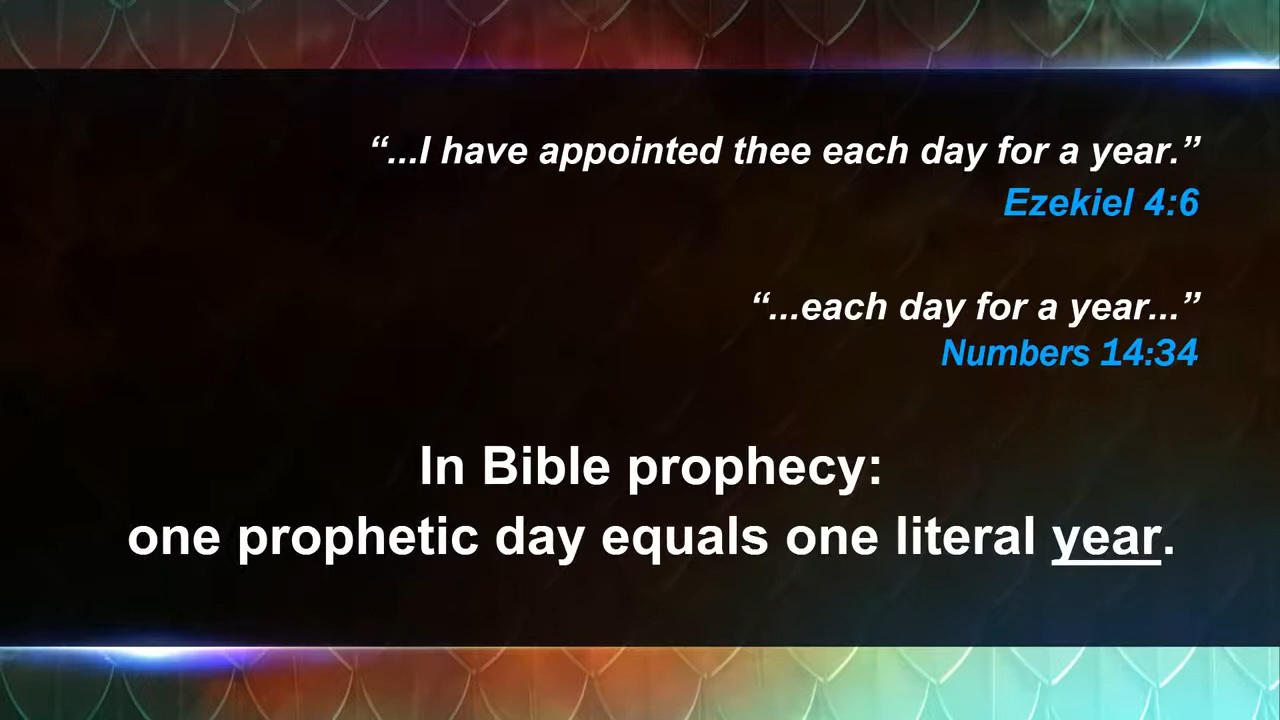 “...I have appointed thee each day for a year.”
Ezekiel 4:6
“...each day for a year...”
Numbers 14:34
In Bible prophecy:
one prophetic day equals one literal year.